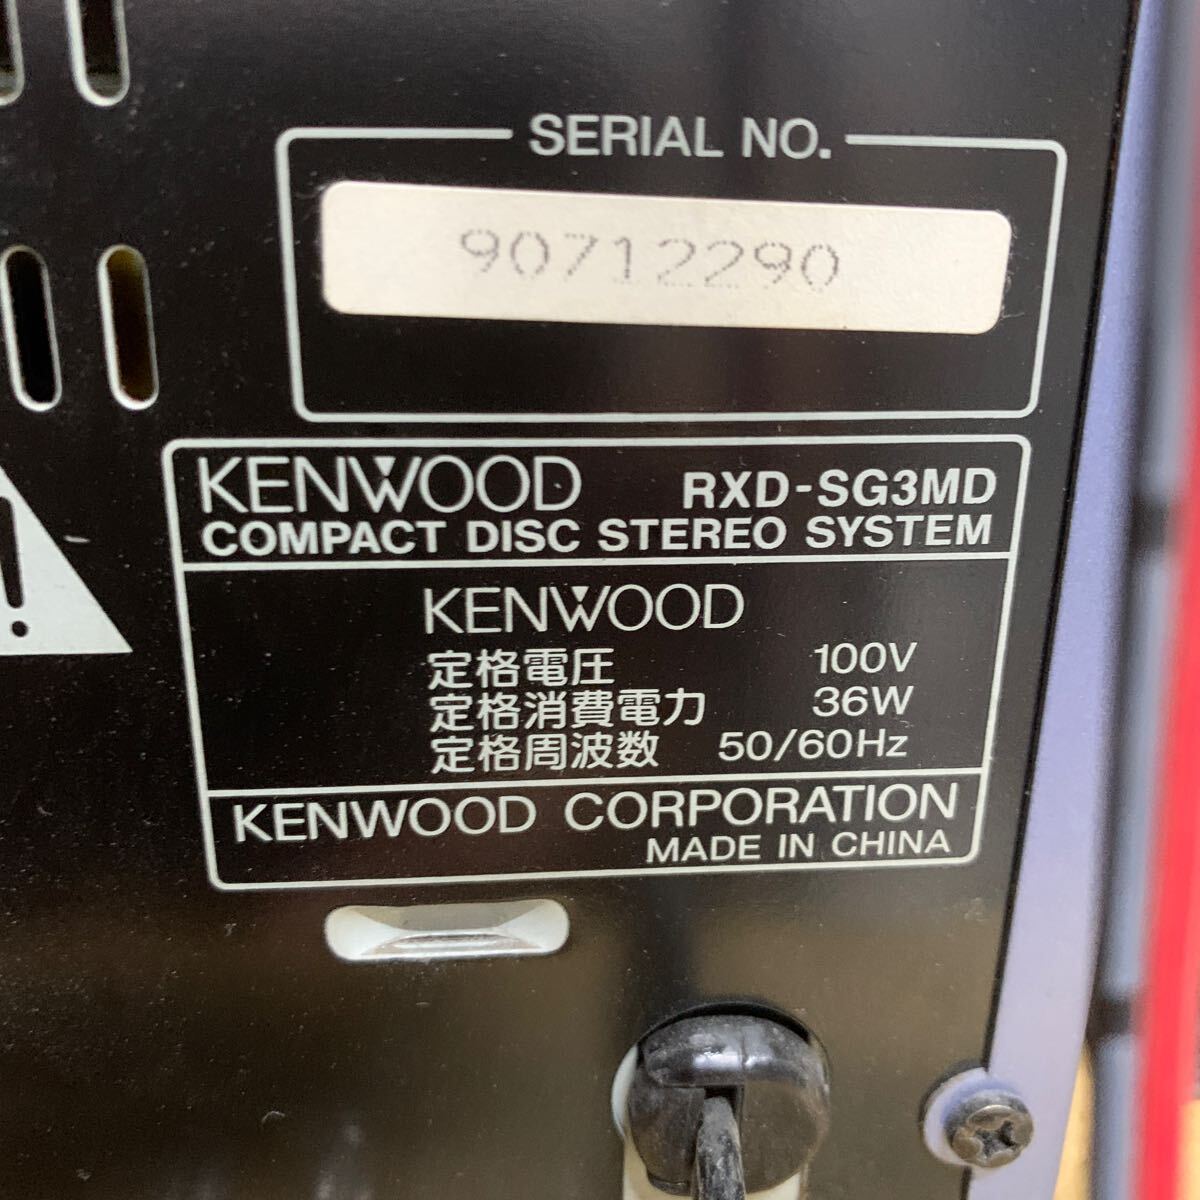 SERIAL NO.
90712290
KENWOOD RXD-SG3MD
COMPACT DISC STEREO SYSTEM
KENWOOD
定格電圧 100V
定格消費電力 36W
定格周波数 50/60Hz
KENWOOD CORPORATION
MADE IN CHINA